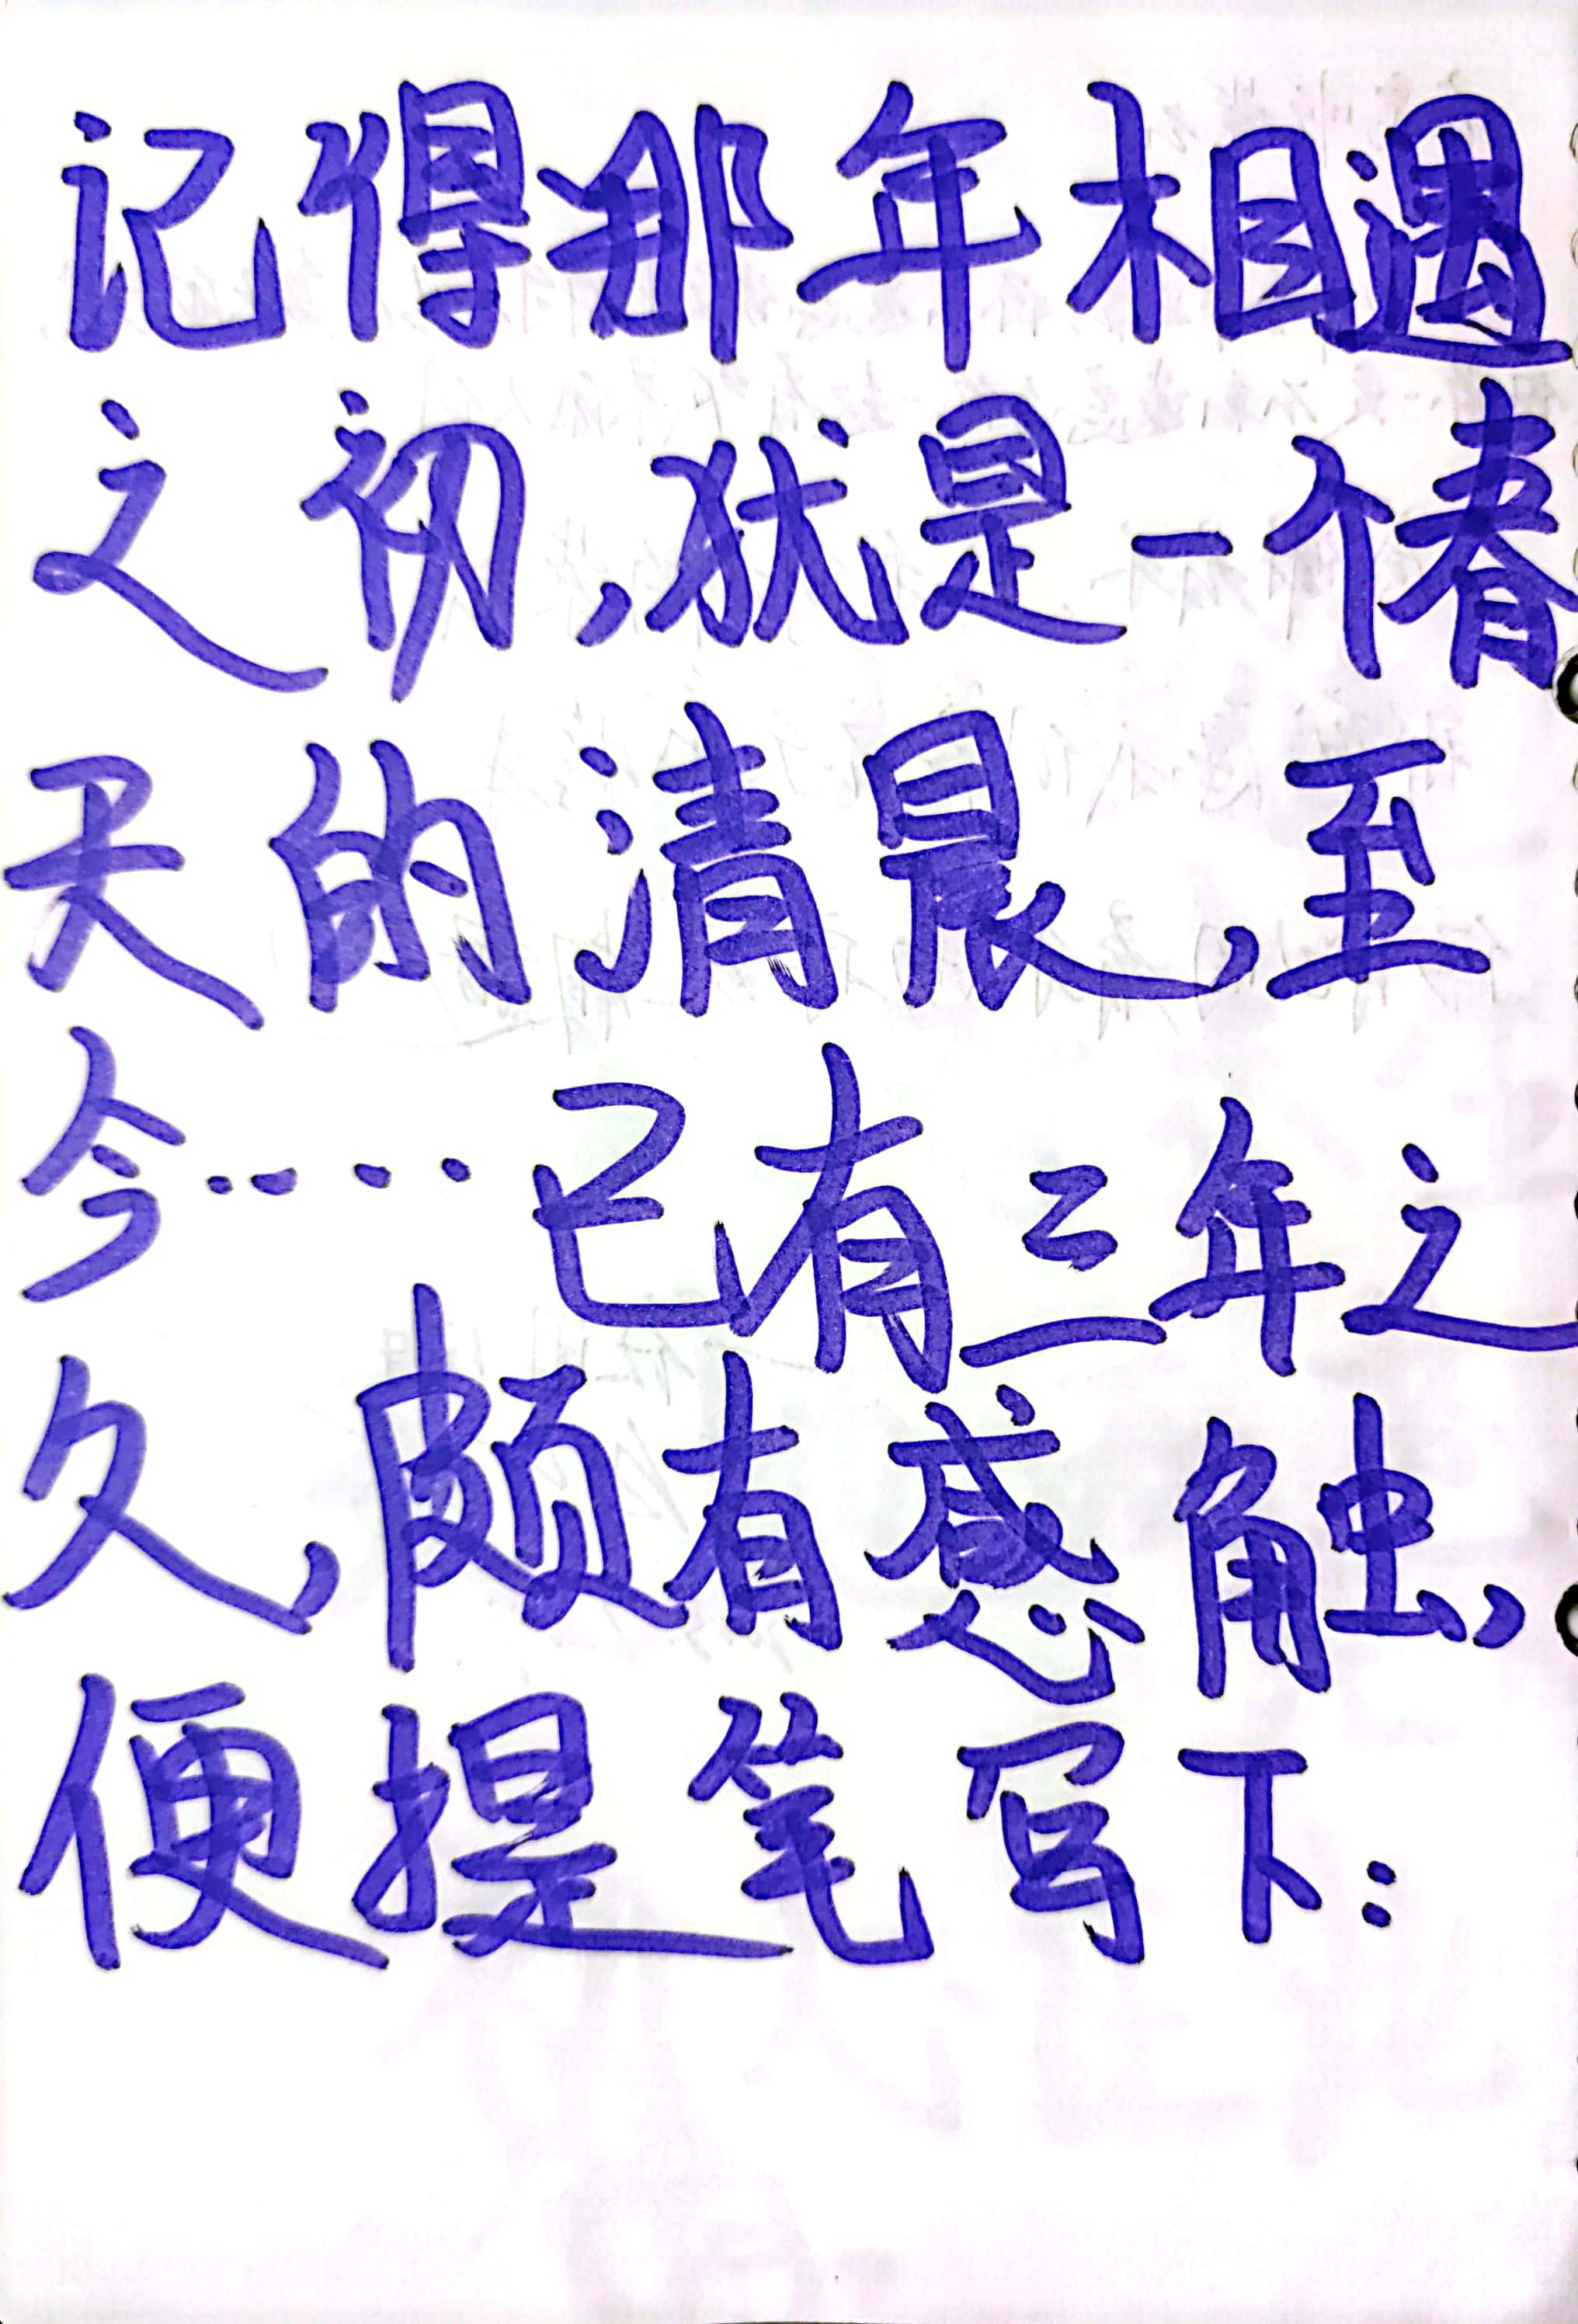 记得那年相遇
之初,犹是一个春
天的清晨,至
今····已有三年之
久,颇有感触,
便提笔写下: